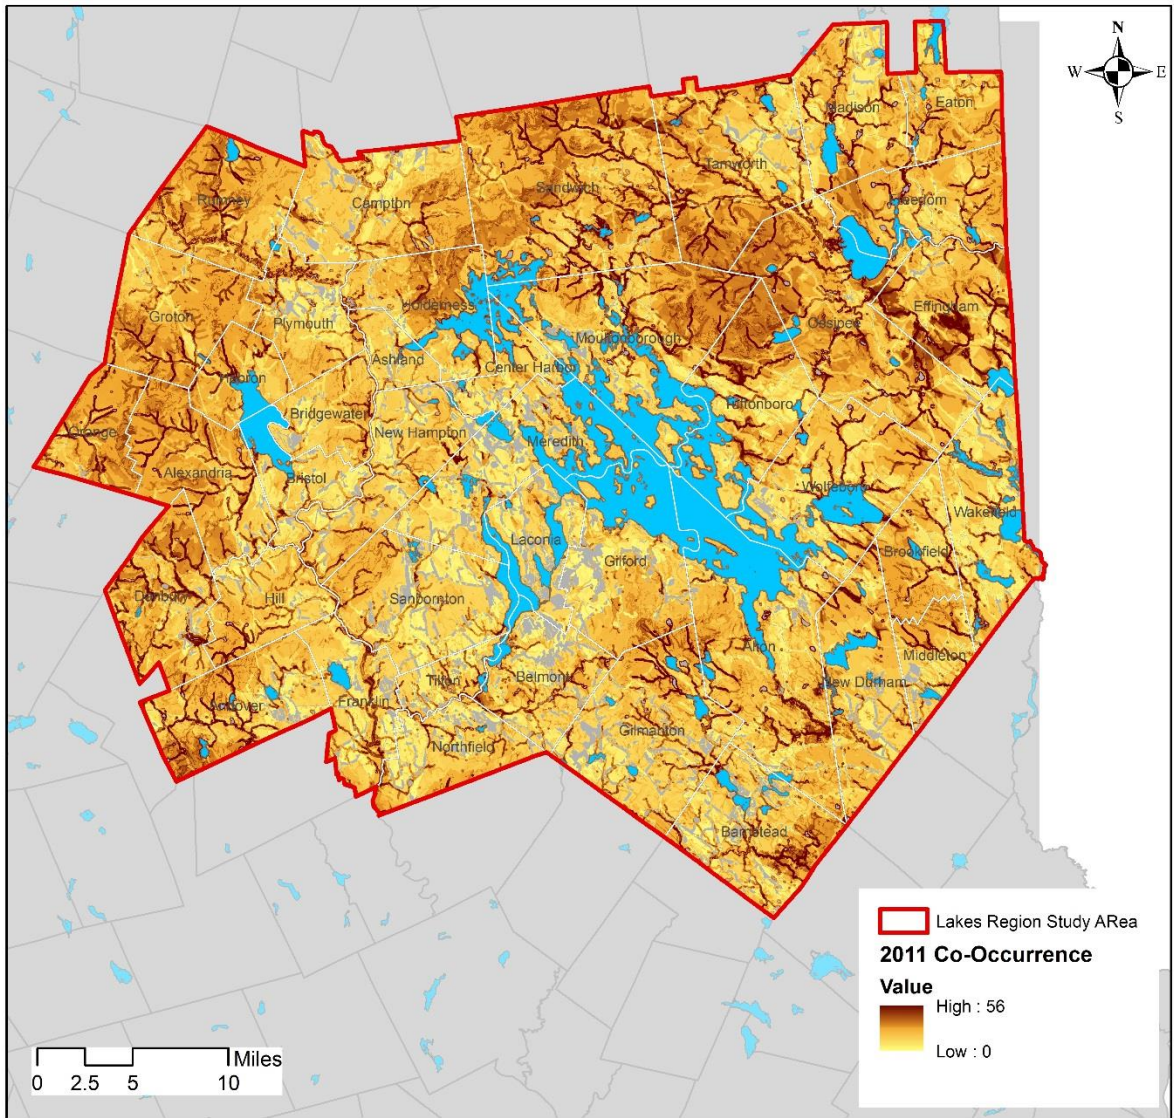 N
W E
S
Madison
Eaton
Tamworth
Sandwich
Rumney
Campton
Freedom
Holderness
Effingham
Groton
Plymouth
Ossipee
Moultonborough
Ashland
Center Harbor
Hebron
Tuftonboro
Bridgewater
New Hampton
Meredith
Orange
Alexandria
Bristol
Wolfeboro
Wakefield
Laconia
Gilford
Brookfield
Danbury
Hill
Sanbornton
Alton
Middleton
Tilton
Belmont
New Durham
Andover
Franklin
Gilmanton
Northfield
Barnstead
Lakes Region Study ARea
2011 Co-Occurrence
Value
High : 56
Low : 0
Miles
0 2.5 5 10